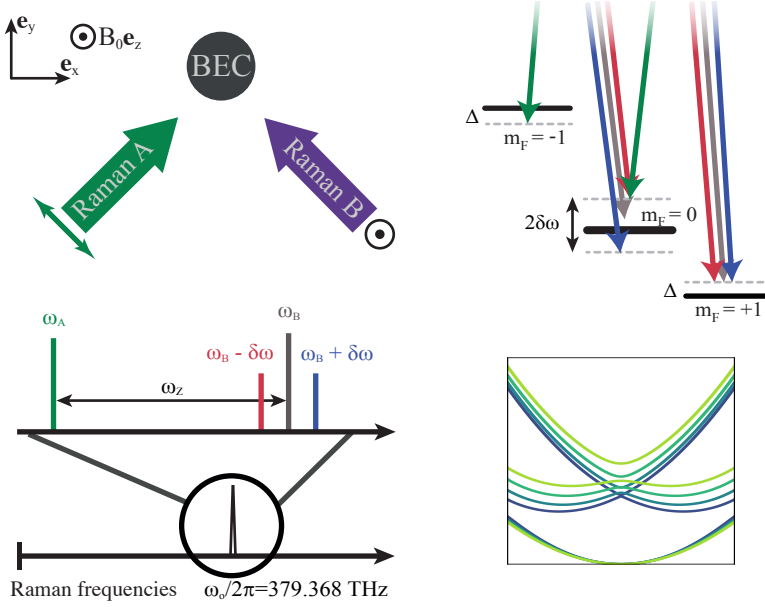 e_y
B₀e_z
e_x
BEC
Raman A
Raman B
Δ
m_F = -1
2δω
m_F = 0
Δ
m_F = +1
ω_A
ω_B
ω_B - δω
ω_B + δω
ω_Z
Raman frequencies
ω_o/2π=379.368 THz